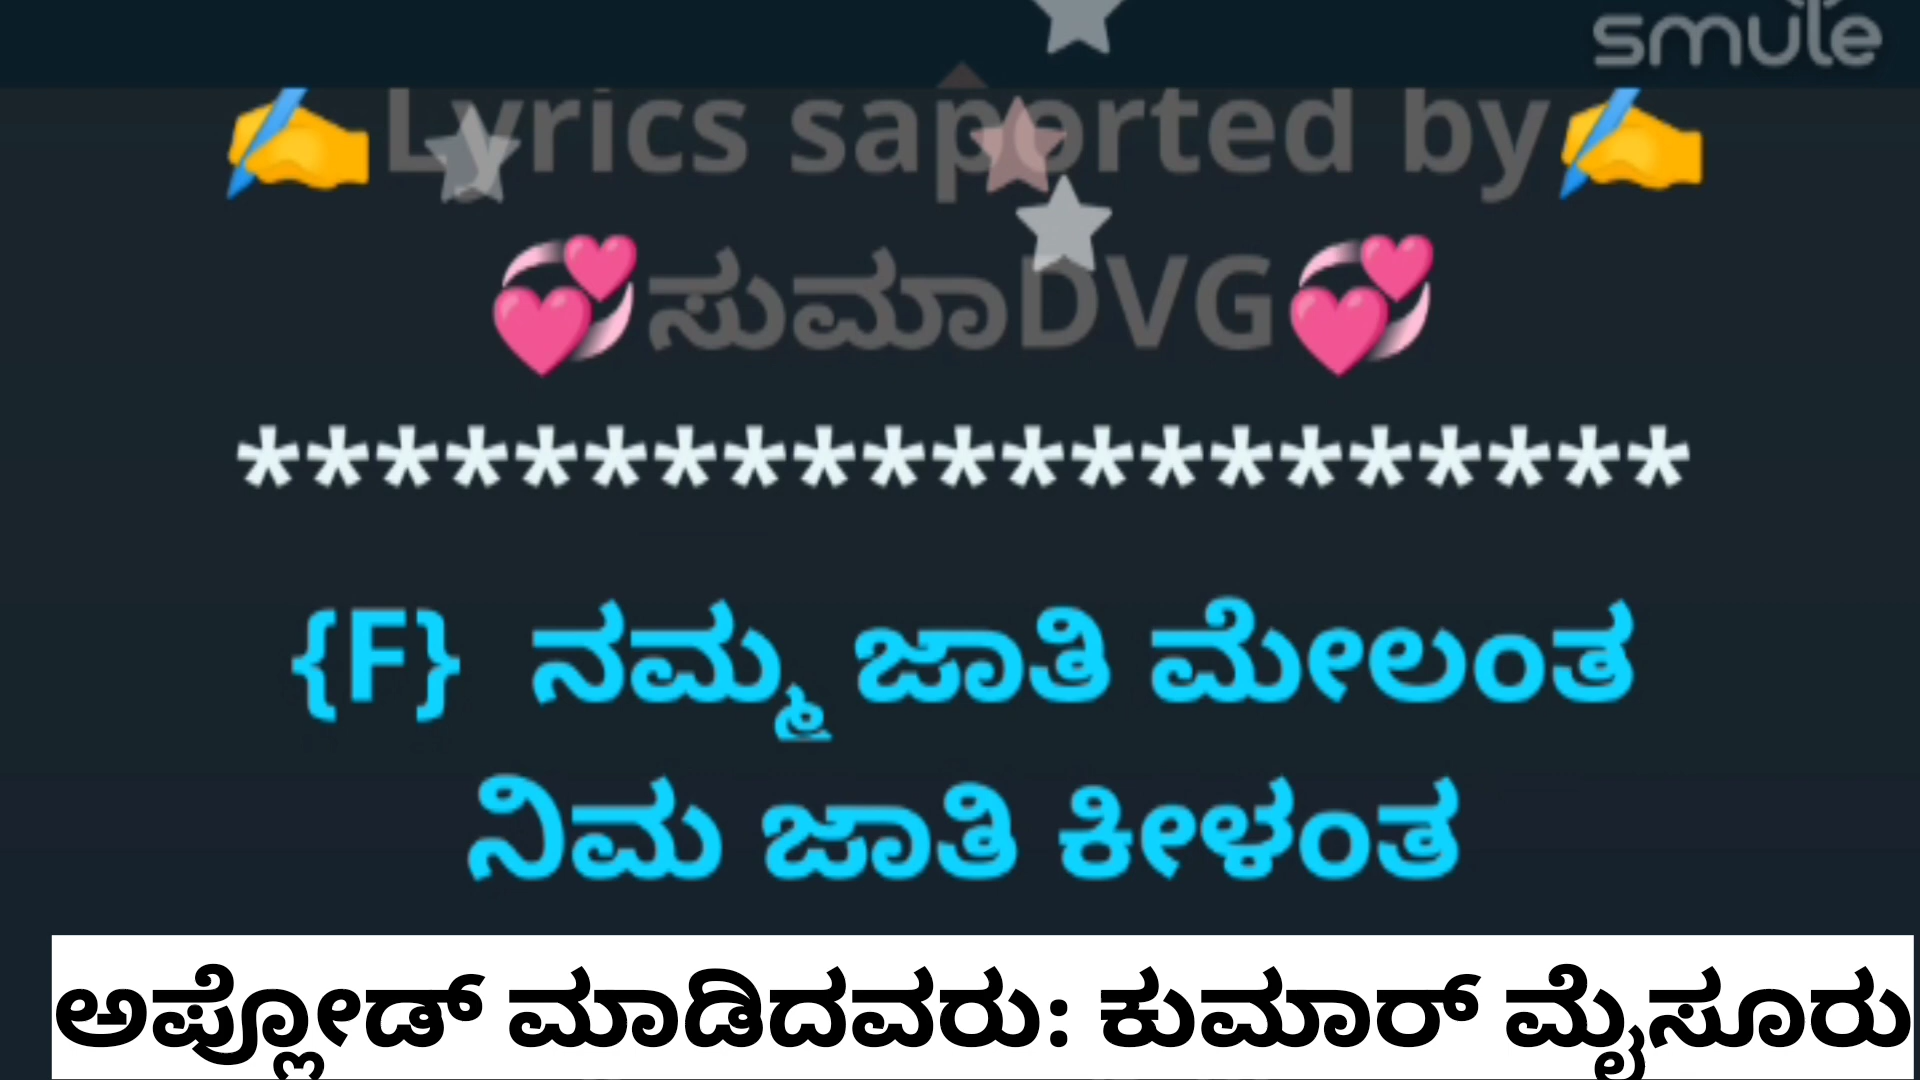 smule
✍Lyrics saported by✍
💞ಸುಮಾDVG💞
*********************
{F} ನಮ್ಮ ಜಾತಿ ಮೇಲಂತ
ನಿಮ ಜಾತಿ ಕೀಳಂತ
ಅಪ್ಲೋಡ್ ಮಾಡಿದವರು: ಕುಮಾರ್ ಮೈಸೂರು